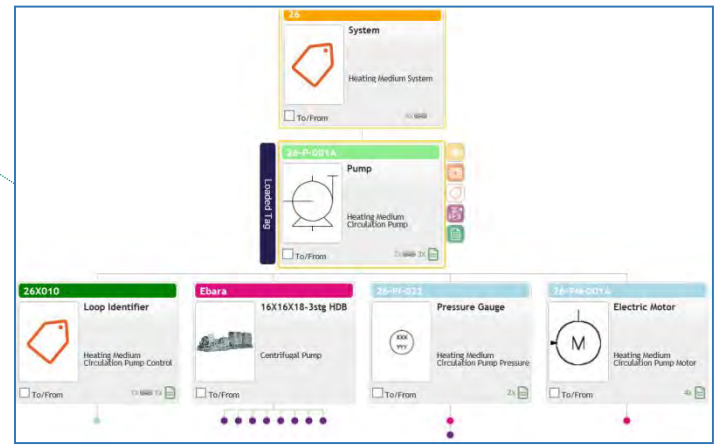 26
System
Heating Medium System
To/From
26-P-001A
Loaded Tag
Pump
Heating Medium
Circulation Pump
To/From
26X010
Loop Identifier
Heating Medium
Circulation Pump Control
To/From
Ebara
16X16X18-3stg HDB
Centrifugal Pump
To/From
Pressure Gauge
XXX
YYY
Heating Medium
Circulation Pump Pressure
To/From
2x
26-PM-001A
Electric Motor
M
Heating Medium
Circulation Pump Motor
To/From
4x